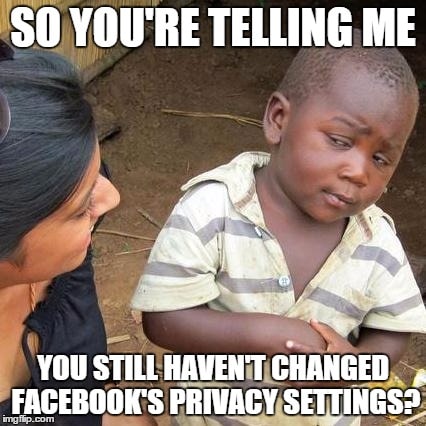 SO YOU'RE TELLING ME
YOU STILL HAVEN'T CHANGED
FACEBOOK'S PRIVACY SETTINGS?
imgflip.com